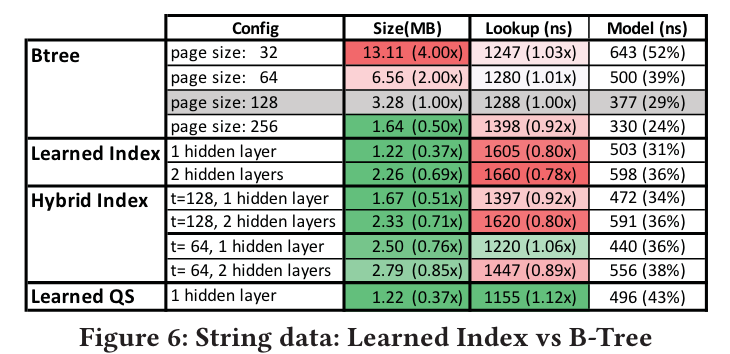 Config Size(MB) Lookup (ns) Model (ns)
Btree page size: 32 13.11 (4.00x) 1247 (1.03x) 643 (52%)
page size: 64 6.56 (2.00x) 1280 (1.01x) 500 (39%)
page size: 128 3.28 (1.00x) 1288 (1.00x) 377 (29%)
page size: 256 1.64 (0.50x) 1398 (0.92x) 330 (24%)
Learned Index 1 hidden layer 1.22 (0.37x) 1605 (0.80x) 503 (31%)
2 hidden layers 2.26 (0.69x) 1660 (0.78x) 598 (36%)
Hybrid Index t=128, 1 hidden layer 1.67 (0.51x) 1397 (0.92x) 472 (34%)
t=128, 2 hidden layers 2.33 (0.71x) 1620 (0.80x) 591 (36%)
t= 64, 1 hidden layer 2.50 (0.76x) 1220 (1.06x) 440 (36%)
t= 64, 2 hidden layers 2.79 (0.85x) 1447 (0.89x) 556 (38%)
Learned QS 1 hidden layer 1.22 (0.37x) 1155 (1.12x) 496 (43%)
Figure 6: String data: Learned Index vs B-Tree